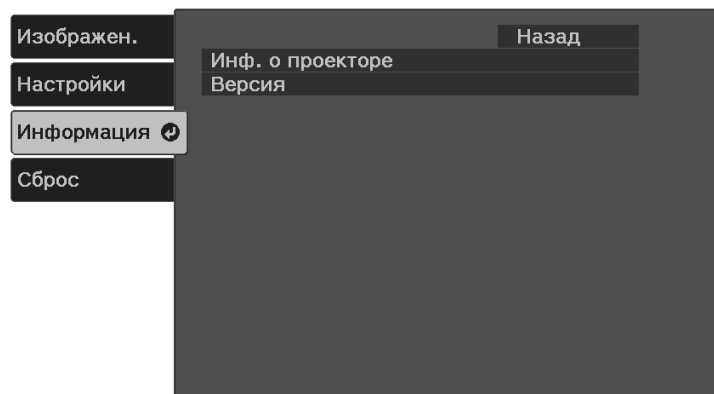 Изображен.
Настройки
Информация
Сброс
Назад
Инф. о проекторе
Версия